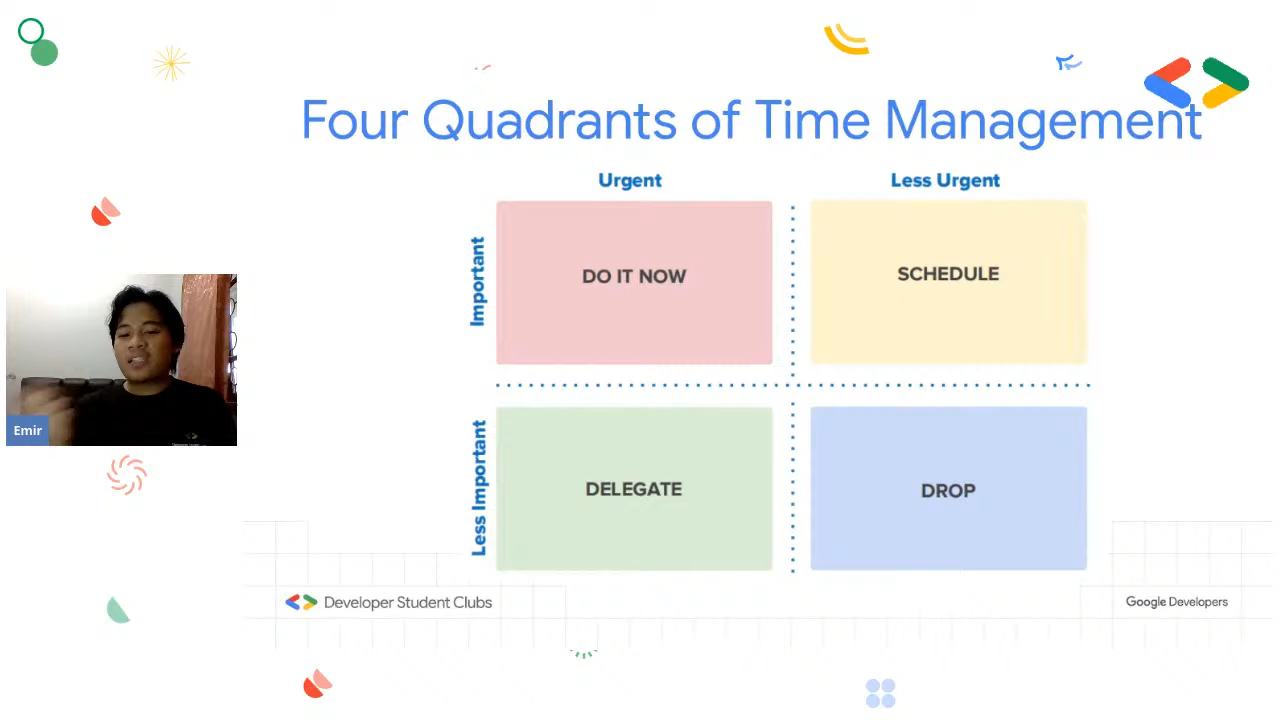 Four Quadrants of Time Management
Urgent
Less Urgent
Important
DO IT NOW
SCHEDULE
Emir
Less Important
DELEGATE
DROP
Developer Student Clubs
Google Developers